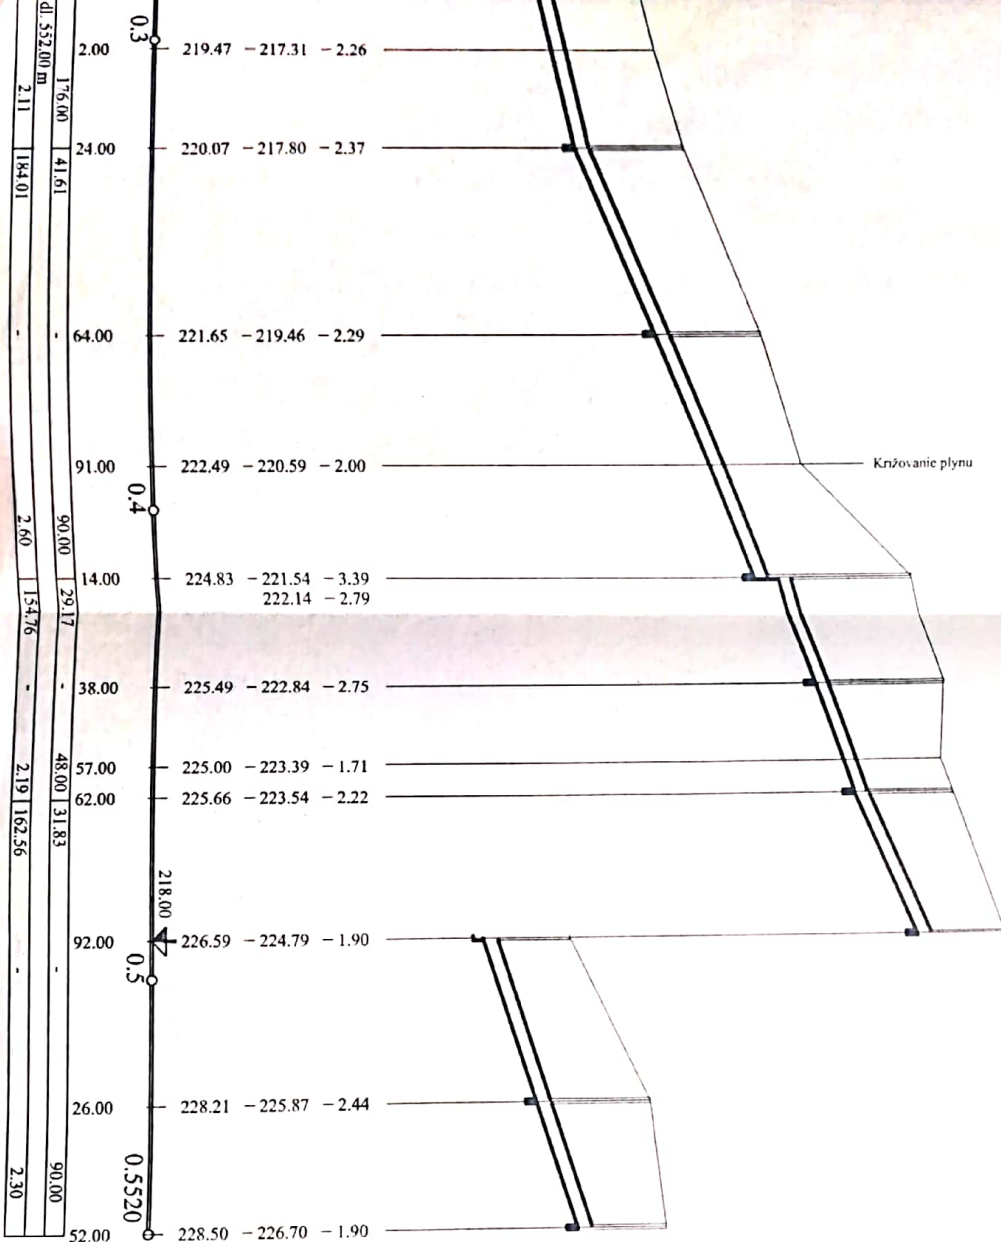 0.3
dl. 552.00 m
2.00 219.47 – 217.31 – 2.26
2.11 176.00
24.00 220.07 – 217.80 – 2.37
184.01 41.61
- - 64.00 221.65 – 219.46 – 2.29
91.00 222.49 – 220.59 – 2.00 Križovanie plynu
0.4
2.60 90.00
14.00 224.83 – 221.54 – 3.39
222.14 – 2.79
154.76 29.17
- - 38.00 225.49 – 222.84 – 2.75
57.00 225.00 – 223.39 – 1.71
2.19 48.00
62.00 225.66 – 223.54 – 2.22
162.56 31.83
218.00
92.00 226.59 – 224.79 – 1.90
- -
0.5
26.00 228.21 – 225.87 – 2.44
2.30 90.00 0.5520
52.00 228.50 – 226.70 – 1.90